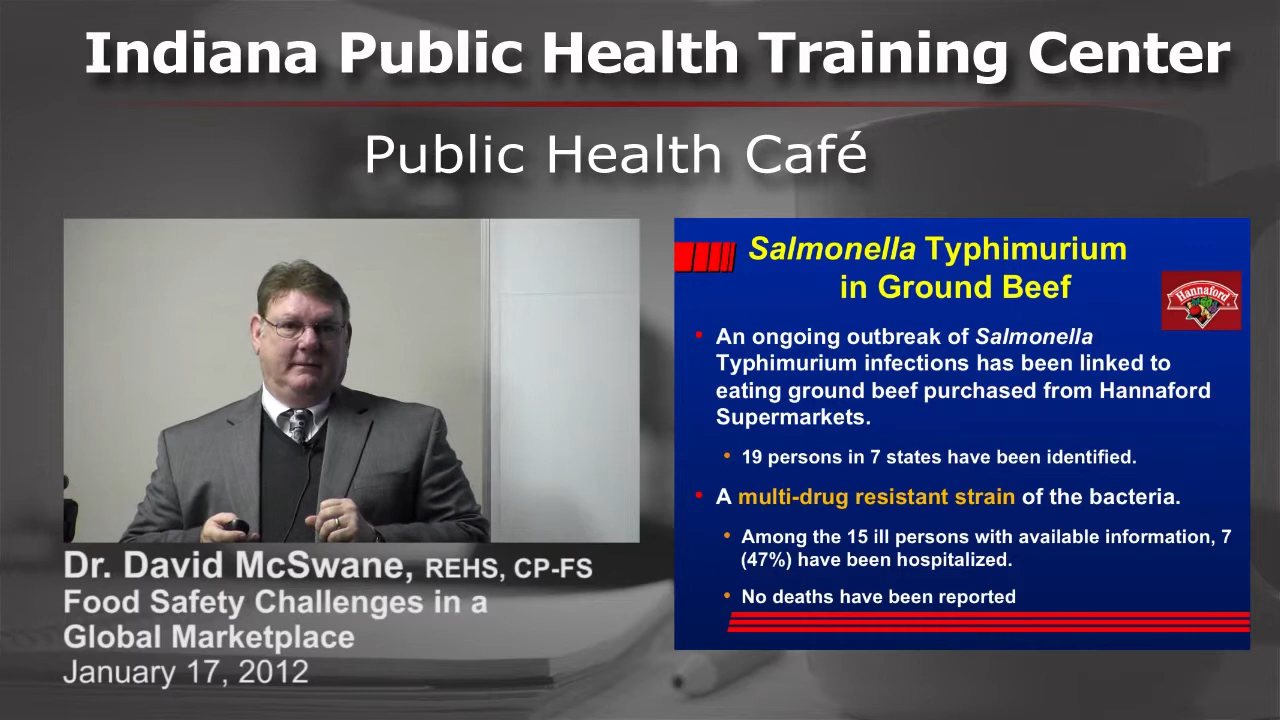 Indiana Public Health Training Center
Public Health Café
Salmonella Typhimurium
in Ground Beef
Hannaford
• An ongoing outbreak of Salmonella
Typhimurium infections has been linked to
eating ground beef purchased from Hannaford
Supermarkets.
• 19 persons in 7 states have been identified.
• A multi-drug resistant strain of the bacteria.
• Among the 15 ill persons with available information, 7
(47%) have been hospitalized.
• No deaths have been reported
Dr. David McSwane, REHS, CP-FS
Food Safety Challenges in a
Global Marketplace
January 17, 2012